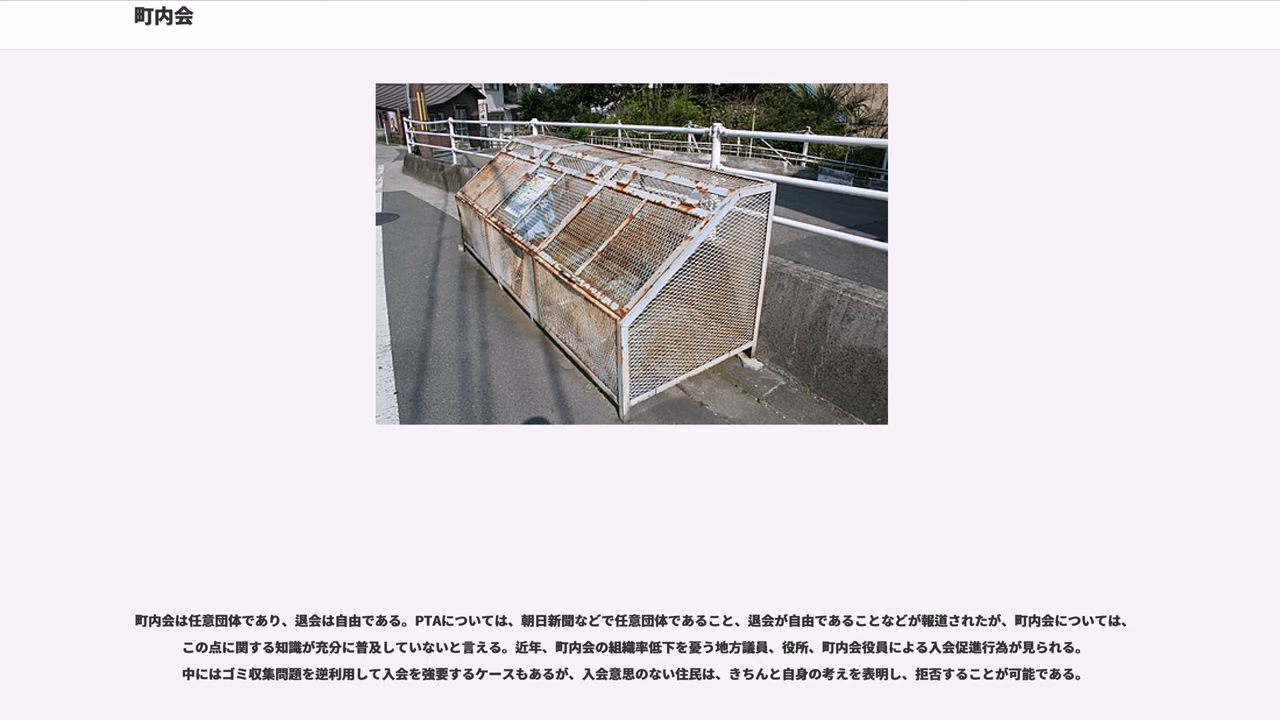 町内会
町内会は任意団体であり、退会は自由である。PTAについては、朝日新聞などで任意団体であること、退会が自由であることなどが報道されたが、町内会については、
この点に関する知識が充分に普及していないと言える。近年、町内会の組織率低下を憂う地方議員、役所、町内会役員による入会促進行為が見られる。
中にはゴミ収集問題を逆利用して入会を強要するケースもあるが、入会意思のない住民は、きちんと自身の考えを表明し、拒否することが可能である。